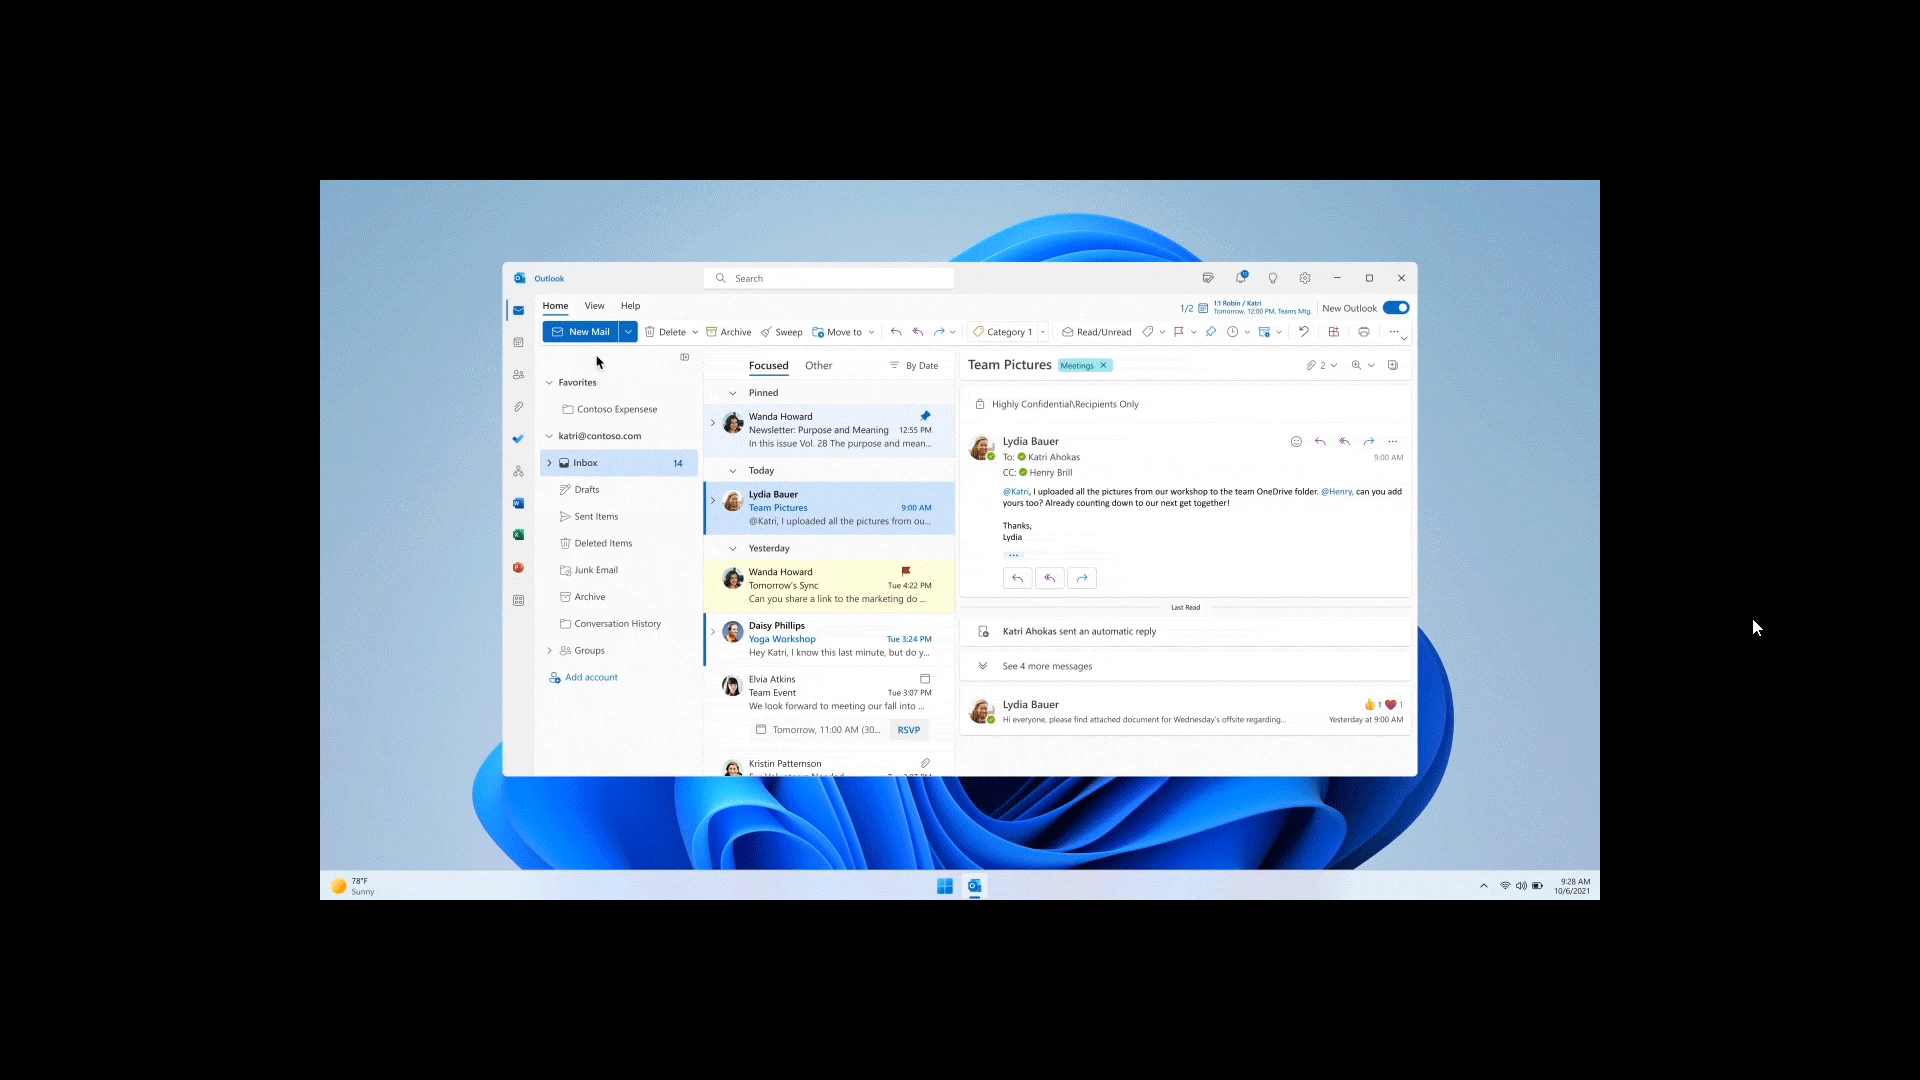 Outlook
Search
Home View Help
1/2
1:1 Robin / Katri
Tomorrow, 12:00 PM, Teams Mtg.
New Outlook
New Mail Delete Archive Sweep Move to Category 1 Read/Unread
Favorites
Contoso Expensese
katri@contoso.com
Inbox 14
Drafts
Sent Items
Deleted Items
Junk Email
Archive
Conversation History
Groups
Add account
Focused Other By Date
Pinned
Wanda Howard
Newsletter: Purpose and Meaning 12:55 PM
In this issue Vol. 28 The purpose and mean...
Today
Lydia Bauer
Team Pictures 9:00 AM
@Katri, I uploaded all the pictures from ou...
Yesterday
Wanda Howard
Tomorrow's Sync Tue 4:22 PM
Can you share a link to the marketing do ...
Daisy Phillips
Yoga Workshop Tue 3:24 PM
Hey Katri, I know this last minute, but do y...
Elvia Atkins
Team Event Tue 3:07 PM
We look forward to meeting our fall into ...
Tomorrow, 11:00 AM (30... RSVP
Kristin Patternson
Team Pictures Meetings
2
Highly Confidential\Recipients Only
Lydia Bauer
To: Katri Ahokas 9:00 AM
CC: Henry Brill
@Katri, I uploaded all the pictures from our workshop to the team OneDrive folder. @Henry, can you add
yours too? Already counting down to our next get together!
Thanks,
Lydia
Last Read
Katri Ahokas sent an automatic reply
See 4 more messages
Lydia Bauer 1 1
Hi everyone, please find attached document for Wednesday's offsite regarding... Yesterday at 9:00 AM
78°F
Sunny
9:28 AM
10/6/2021